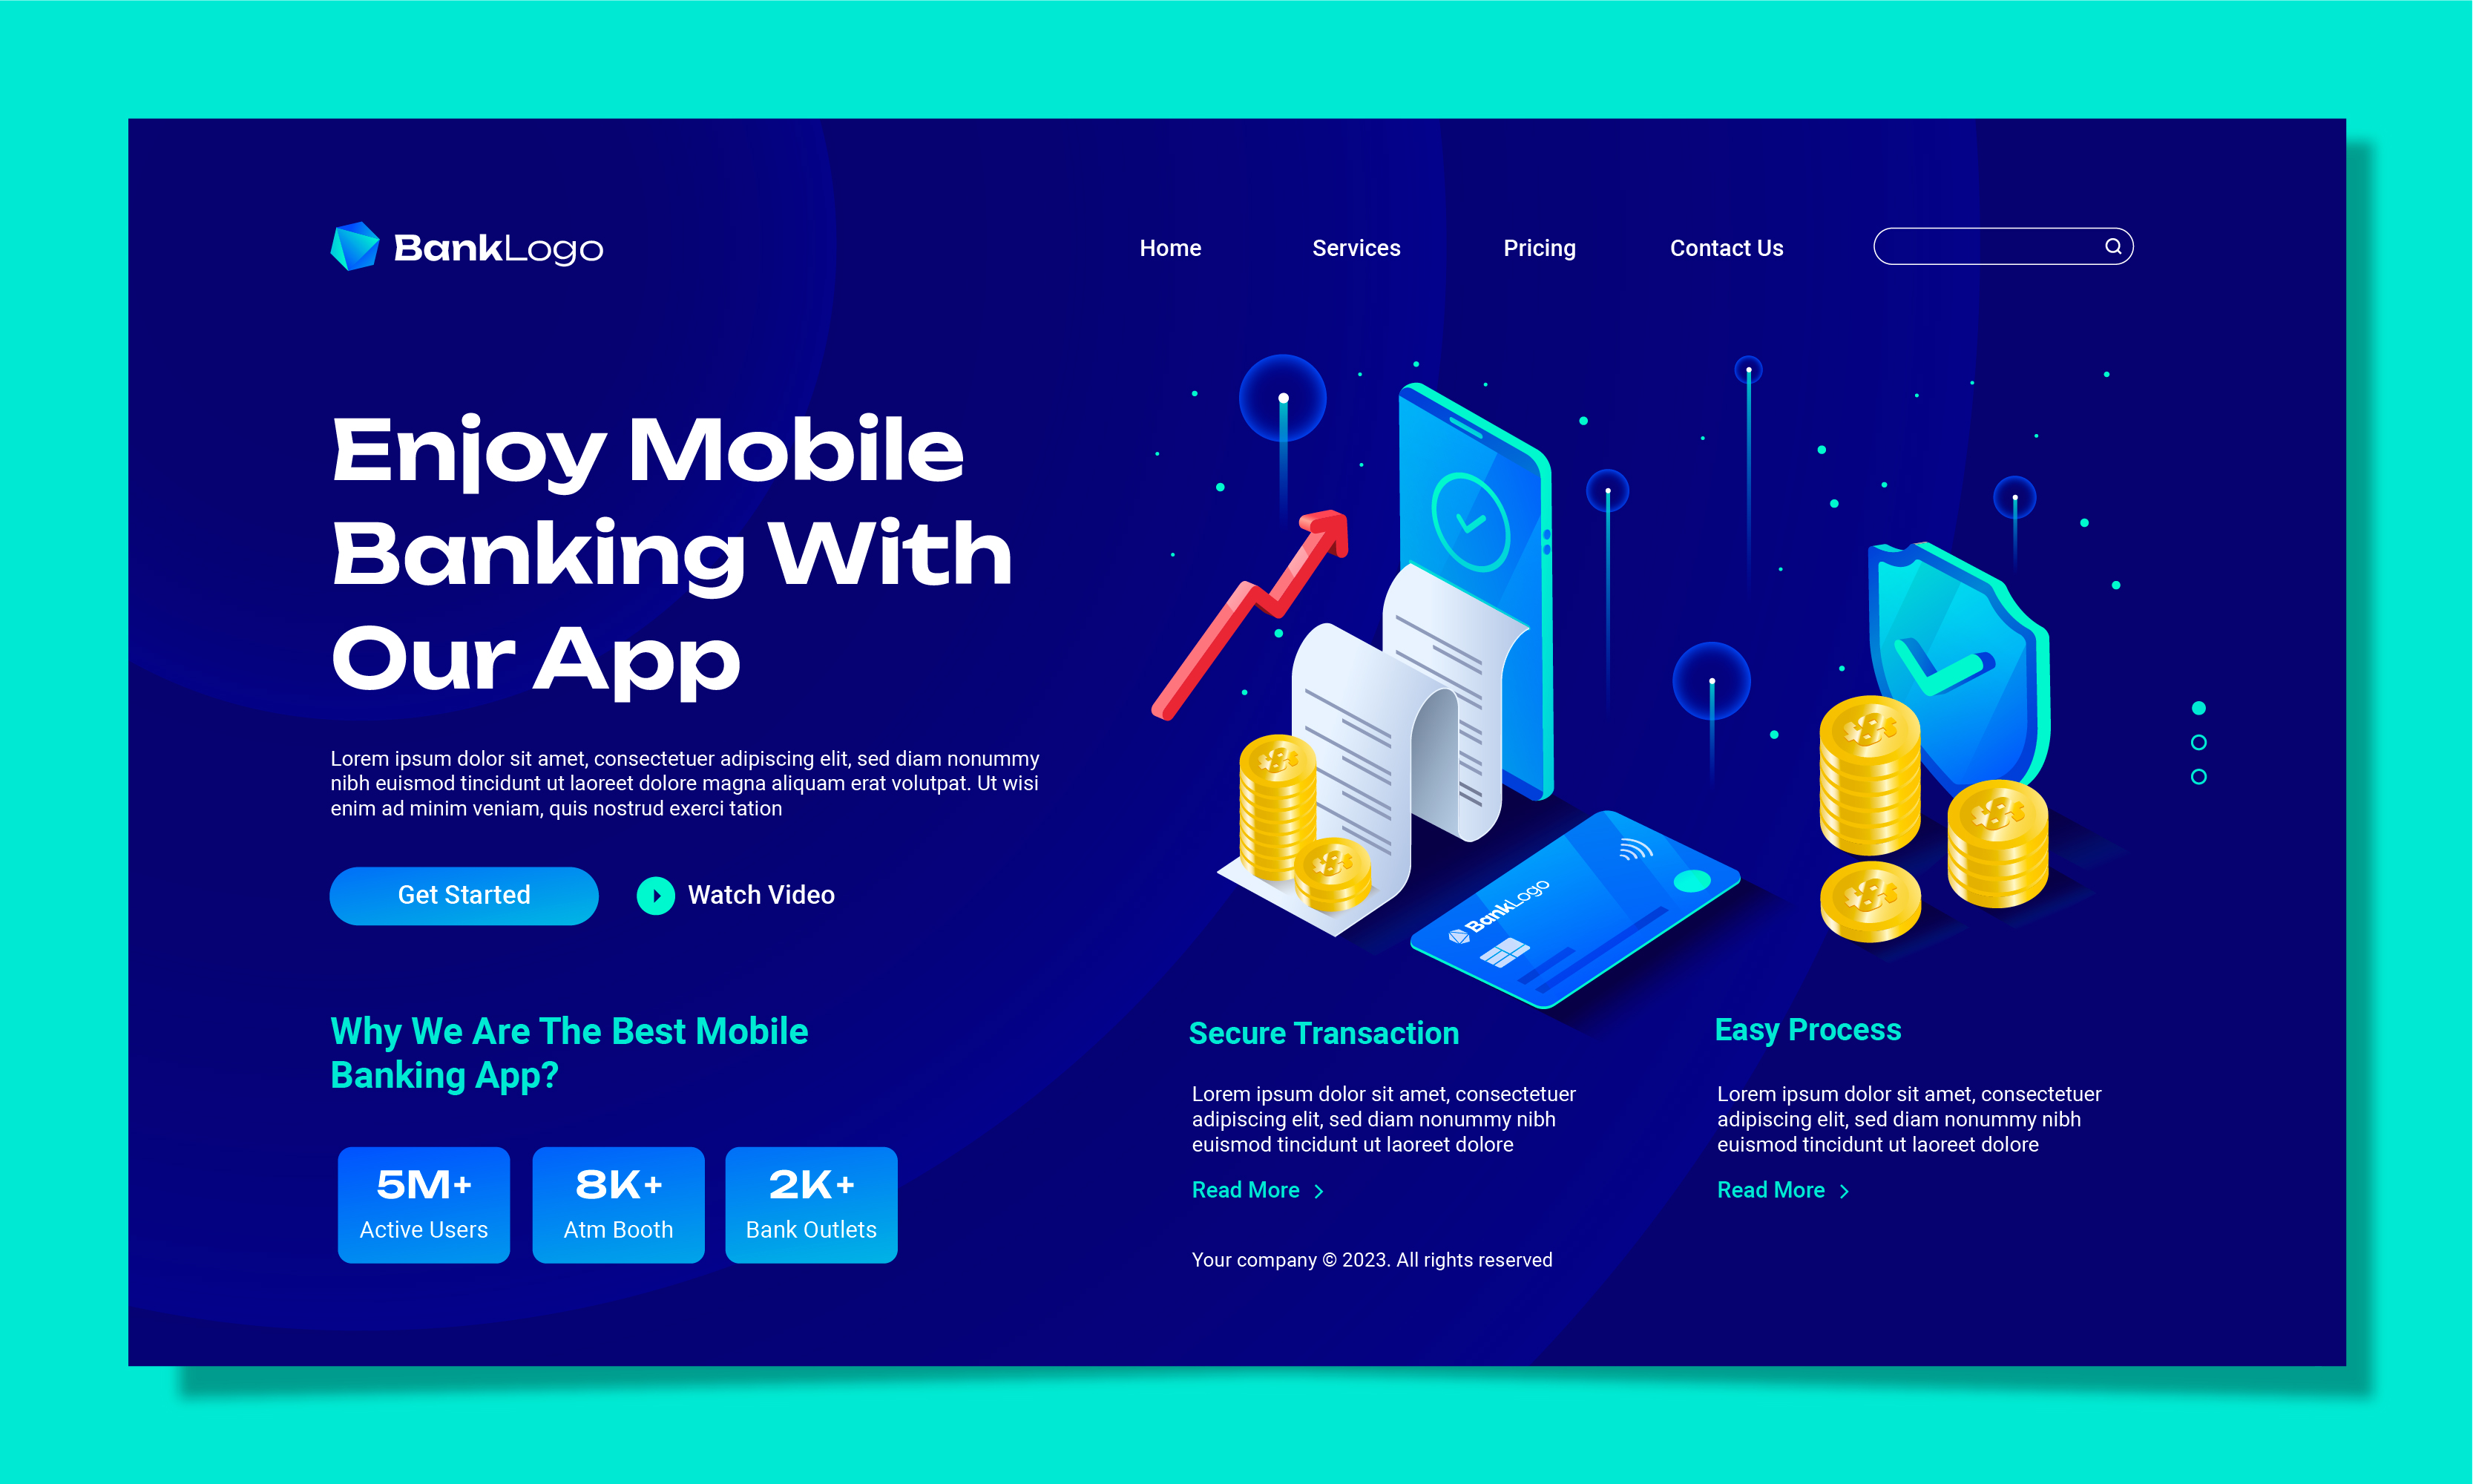 BankLogo
Home
Services
Pricing
Contact Us
Enjoy Mobile
Banking With
Our App
Lorem ipsum dolor sit amet, consectetuer adipiscing elit, sed diam nonummy
nibh euismod tincidunt ut laoreet dolore magna aliquam erat volutpat. Ut wisi
enim ad minim veniam, quis nostrud exerci tation
Get Started
Watch Video
BankLogo
Why We Are The Best Mobile
Banking App?
5M+
Active Users
8K+
Atm Booth
2K+
Bank Outlets
Secure Transaction
Lorem ipsum dolor sit amet, consectetuer
adipiscing elit, sed diam nonummy nibh
euismod tincidunt ut laoreet dolore
Read More
Easy Process
Lorem ipsum dolor sit amet, consectetuer
adipiscing elit, sed diam nonummy nibh
euismod tincidunt ut laoreet dolore
Read More
Your company © 2023. All rights reserved